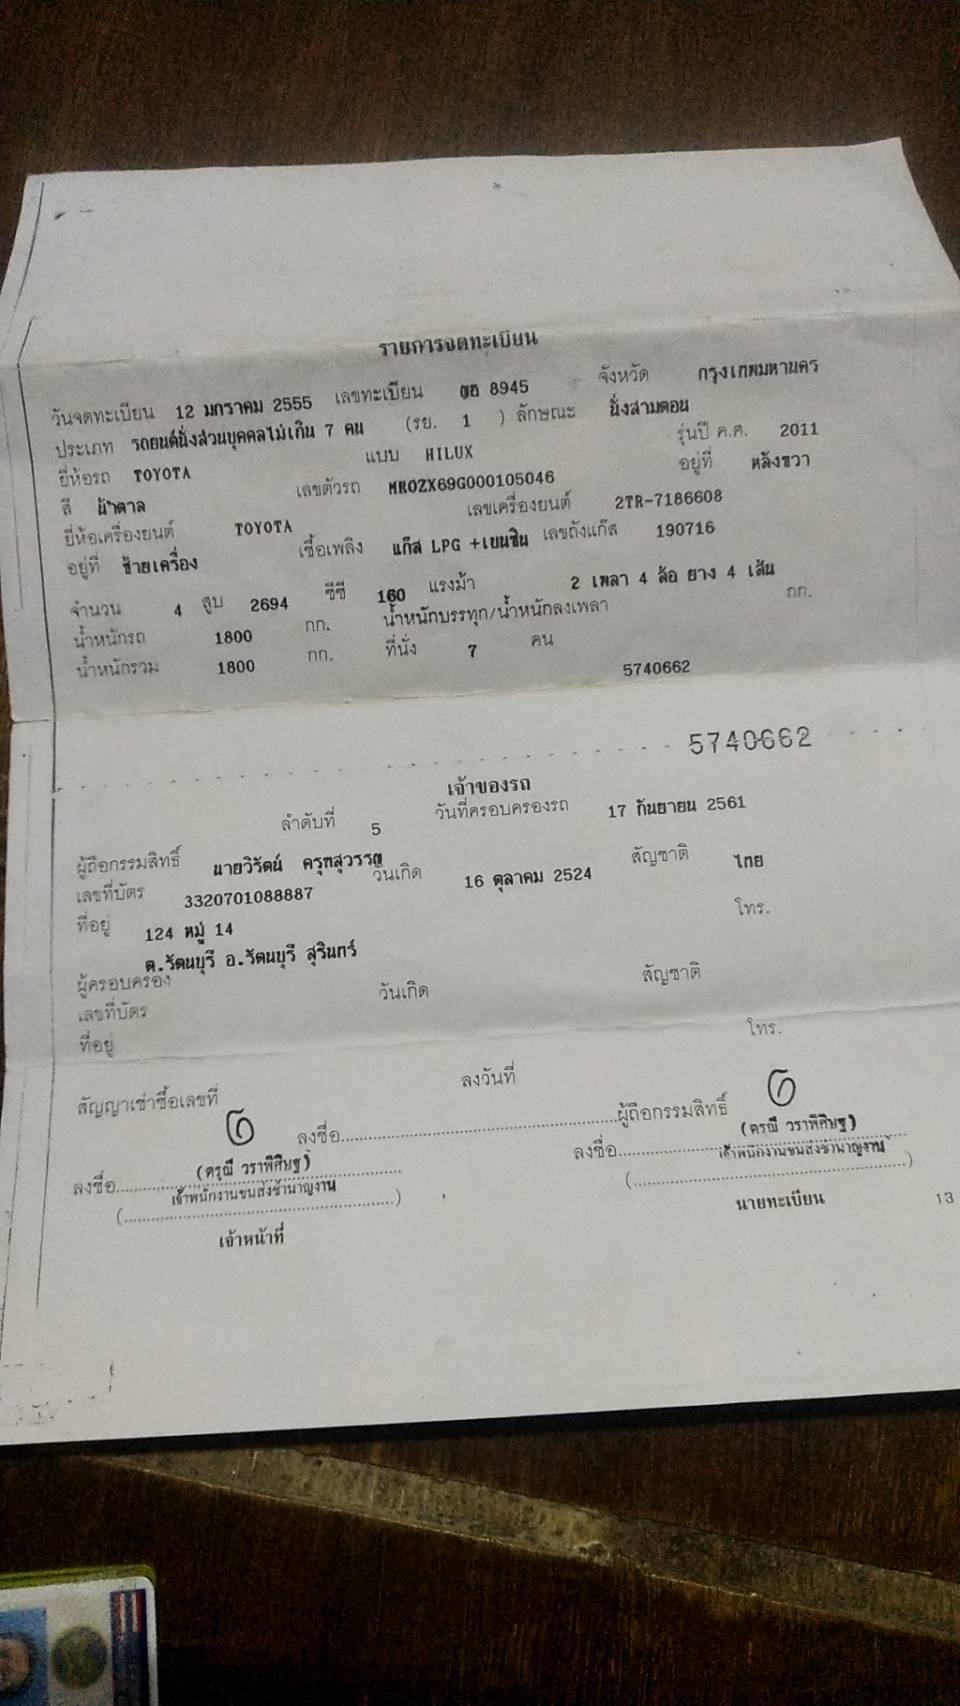 รายการจดทะเบียน
วันจดทะเบียน 12 มกราคม 2555 เลขทะเบียน 8945 จังหวัด กรุงเทพมหานคร
ประเภท รถยนต์นั่งส่วนบุคคลไม่เกิน 7 คน (รย. 1 ) ลักษณะ นั่งสามตอน
ยี่ห้อรถ TOYOTA แบบ HILUX รุ่นปี ค.ศ. 2011
สี น้ำตาล เลขตัวรถ MR0ZX69G000105046 อยู่ที่ หลังขวา
ยี่ห้อเครื่องยนต์ TOYOTA เลขเครื่องยนต์ 2TR-7186608
อยู่ที่ ซ้ายเครื่อง เชื้อเพลิง แก๊ส LPG +เบนซิน เลขถังแก๊ส 190716
จำนวน 4 สูบ 2694 ซีซี 160 แรงม้า 2 เพลา 4 ล้อ ยาง 4 เส้น
น้ำหนักรถ 1800 กก. น้ำหนักบรรทุก/น้ำหนักลงเพลา กก.
น้ำหนักรวม 1800 กก. ที่นั่ง 7 คน
5740662
5740662
เจ้าของรถ
ลำดับที่ 5 วันที่ครอบครองรถ 17 กันยายน 2561
ผู้ถือกรรมสิทธิ์ นายวิรัตน์ ครุฑสุวรรณ
เลขที่บัตร 3320701088887 วันเกิด 16 ตุลาคม 2524 สัญชาติ ไทย
ที่อยู่ 124 หมู่ 14 โทร.
ต.รัตนบุรี อ.รัตนบุรี สุรินทร์
ผู้ครอบครอง
เลขที่บัตร วันเกิด สัญชาติ
ที่อยู่ โทร.
สัญญาเช่าซื้อเลขที่ ลงวันที่
ลงชื่อ ผู้ถือกรรมสิทธิ์
(ดรุณี วราพิศิษฐ) (ดรุณี วราพิศิษฐ)
ลงชื่อ เจ้าพนักงานขนส่งชำนาญงาน ลงชื่อ เจ้าพนักงานขนส่งชำนาญงาน
(....................) (....................)
เจ้าหน้าที่ นายทะเบียน 13